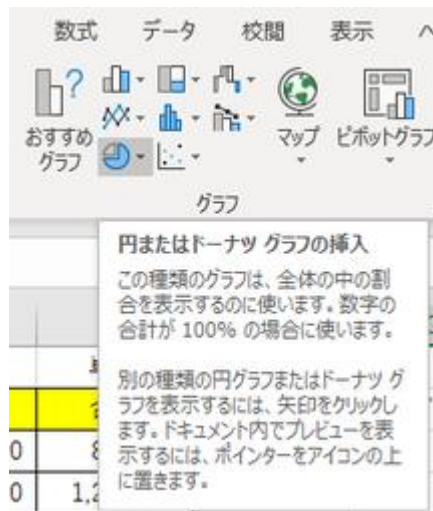 数式 データ 校閲 表示
おすすめ
グラフ
マップ ピボットグラフ
グラフ
円またはドーナツ グラフの挿入
この種類のグラフは、全体の中の割
合を表示するのに使います。数字の
合計が 100% の場合に使います。
別の種類の円グラフまたはドーナツ グ
ラフを表示するには、矢印をクリックし
ます。ドキュメント内でプレビューを表
示するには、ポインターをアイコンの上
に置きます。
0 8
0 1,2